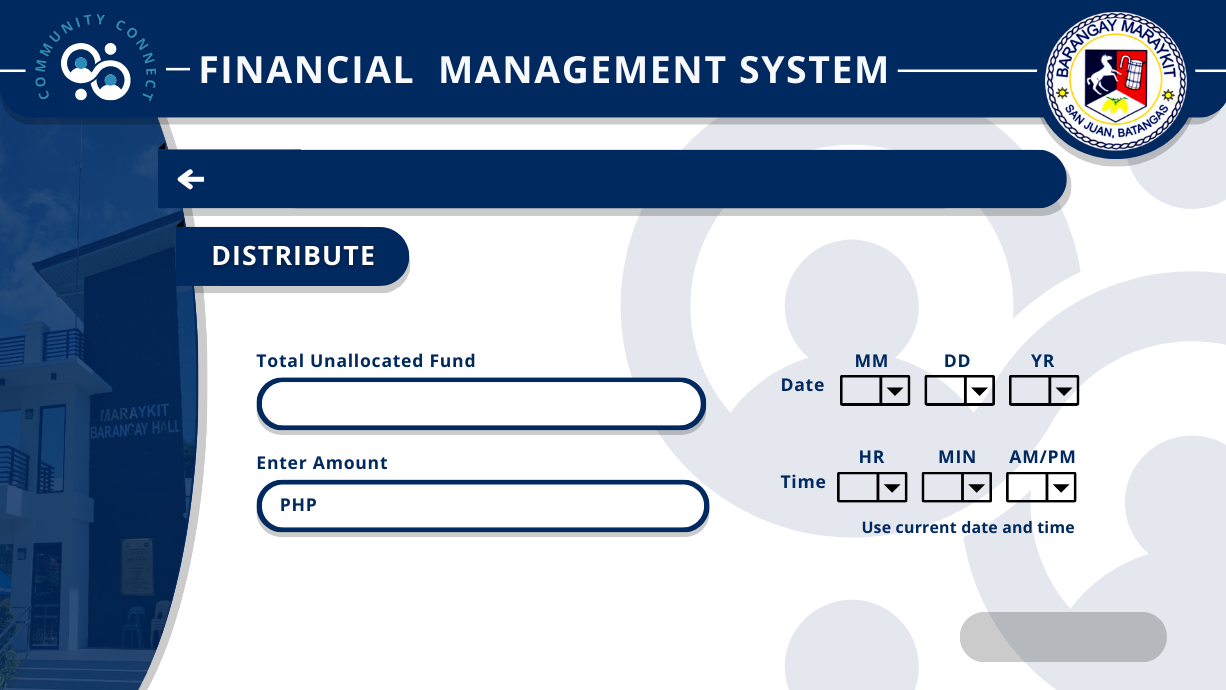 COMMUNITY CONNECT
FINANCIAL MANAGEMENT SYSTEM
BARANGAY MARAYKIT
SAN JUAN, BATANGAS
DISTRIBUTE
Total Unallocated Fund
MM DD YR
Date
MARAYKIT
BARANGAY HALL
Enter Amount
HR MIN AM/PM
Time
PHP
Use current date and time